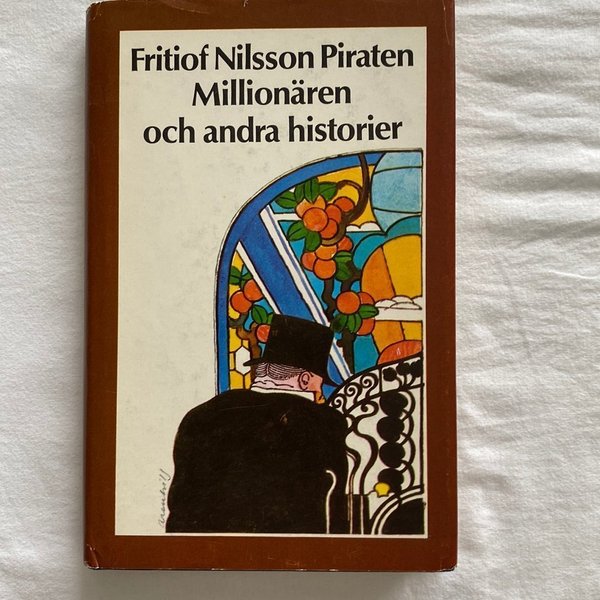 Fritiof Nilsson Piraten
Millionären
och andra historier